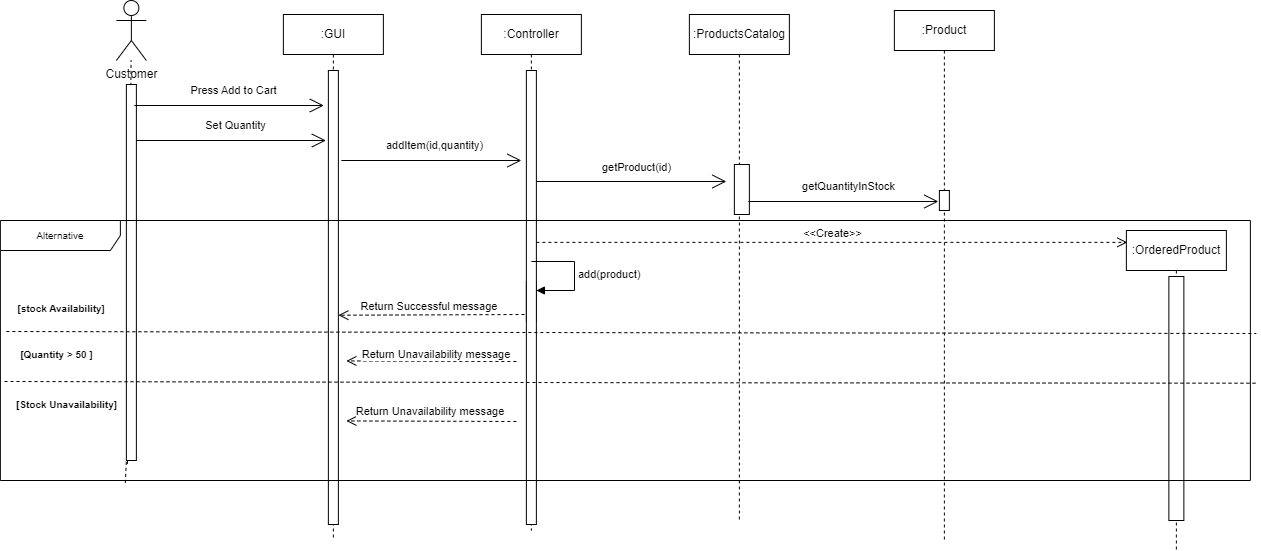 :GUI
:Controller
:ProductsCatalog
:Product
Customer
Press Add to Cart
Set Quantity
addItem(id,quantity)
getProduct(id)
getQuantityInStock
Alternative
<<Create>>
:OrderedProduct
add(product)
[stock Availability]
Return Successful message
[Quantity > 50 ]
Return Unavailability message
[Stock Unavailability]
Return Unavailability message